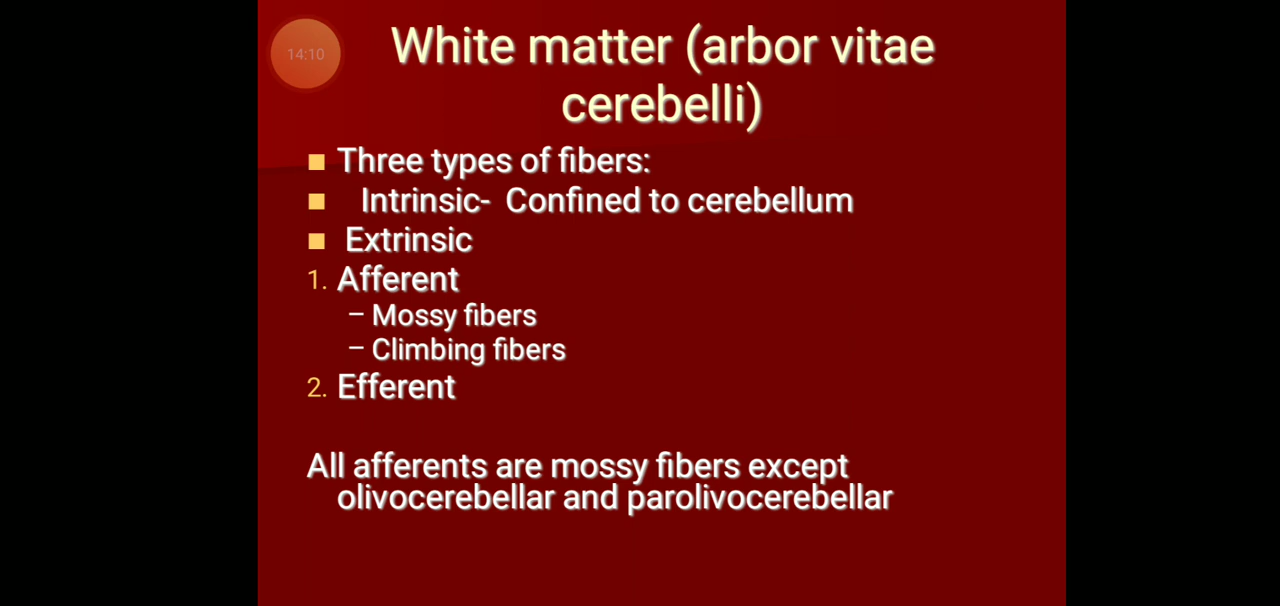 14:10
White matter (arbor vitae
cerebelli)
Three types of fibers:
Intrinsic- Confined to cerebellum
Extrinsic
1. Afferent
– Mossy fibers
– Climbing fibers
2. Efferent
All afferents are mossy fibers except
olivocerebellar and parolivocerebellar